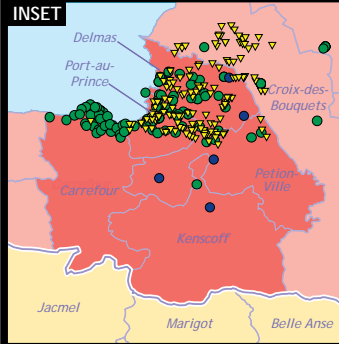 INSET
Delmas
Port-au-
Prince
Croix-des-
Bouquets
Carrefour
Petion-
Ville
Kenscoff
Jacmel
Marigot
Belle Anse